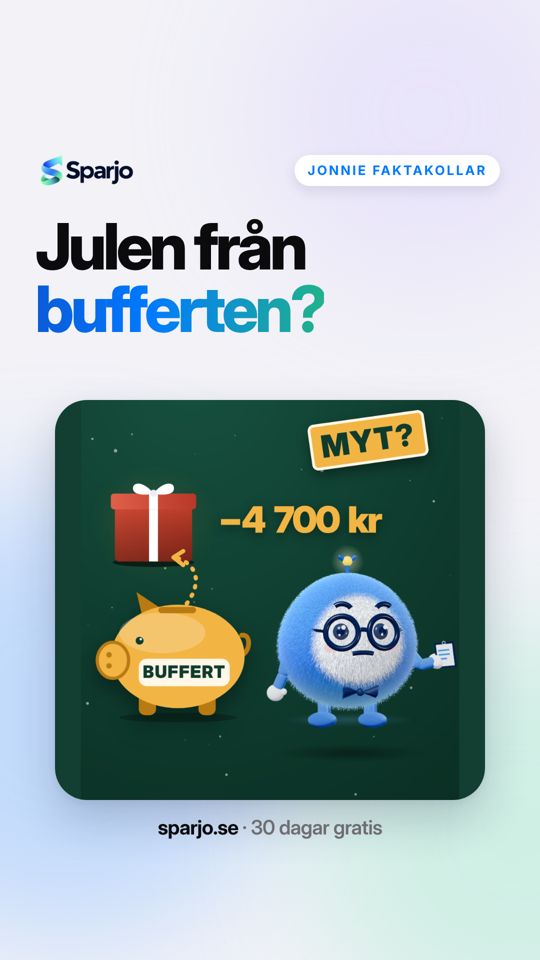 Sparjo
JONNIE FAKTAKOLLAR
Julen från
bufferten?
MYT?
–4 700 kr
BUFFERT
sparjo.se · 30 dagar gratis